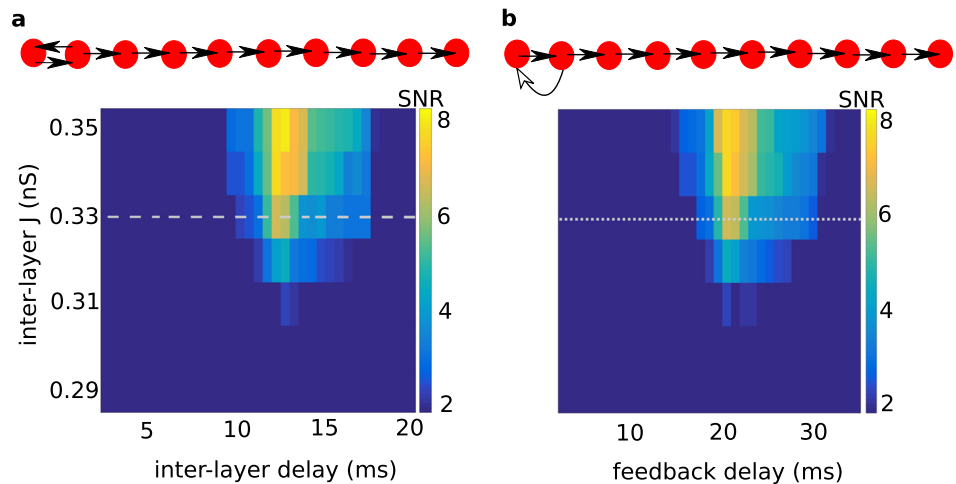 a
b
SNR
8
6
4
2
0.35
0.33
0.31
0.29
inter-layer J (nS)
5
10
15
20
inter-layer delay (ms)
SNR
8
6
4
2
10
20
30
feedback delay (ms)